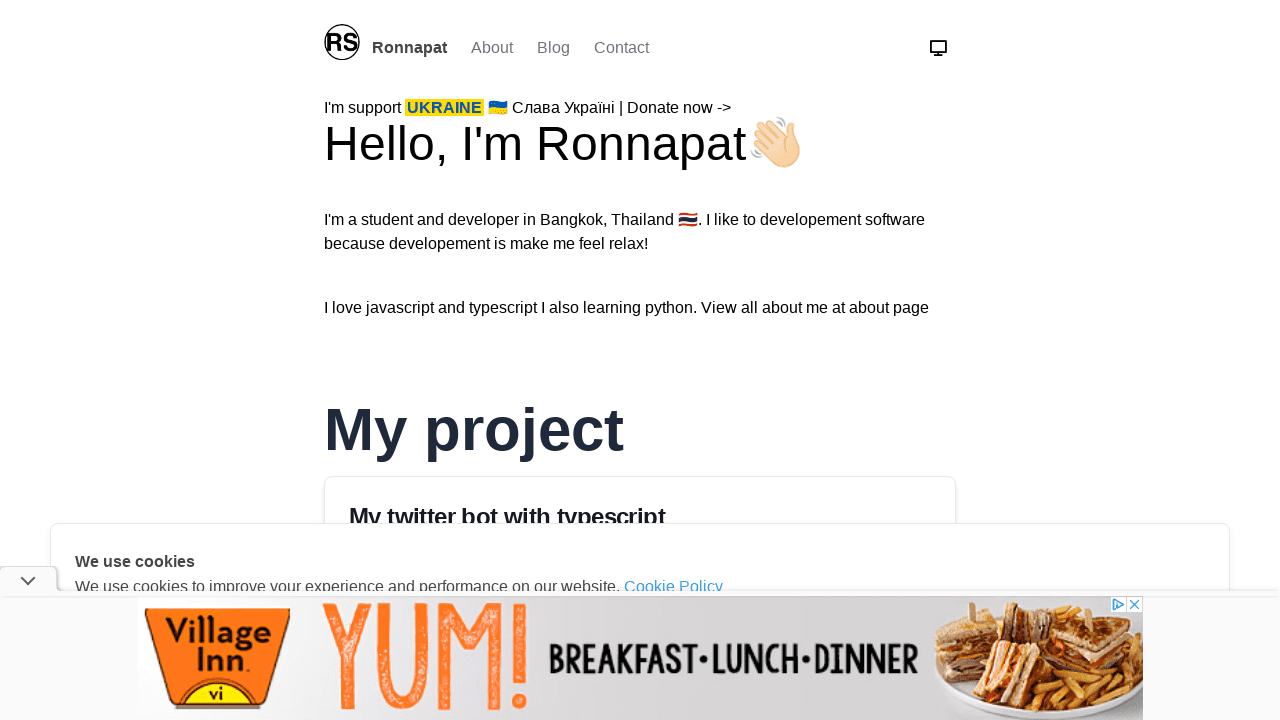 RS Ronnapat About Blog Contact
I'm support UKRAINE 🇺🇦 Слава Україні | Donate now ->
Hello, I'm Ronnapat👋🏻
I'm a student and developer in Bangkok, Thailand 🇹🇭. I like to developement software
because developement is make me feel relax!
I love javascript and typescript I also learning python. View all about me at about page
My project
My twitter bot with typescript
We use cookies
We use cookies to improve your experience and performance on our website. Cookie Policy
Village
Inn
vi
YUM!
BREAKFAST•LUNCH•DINNER